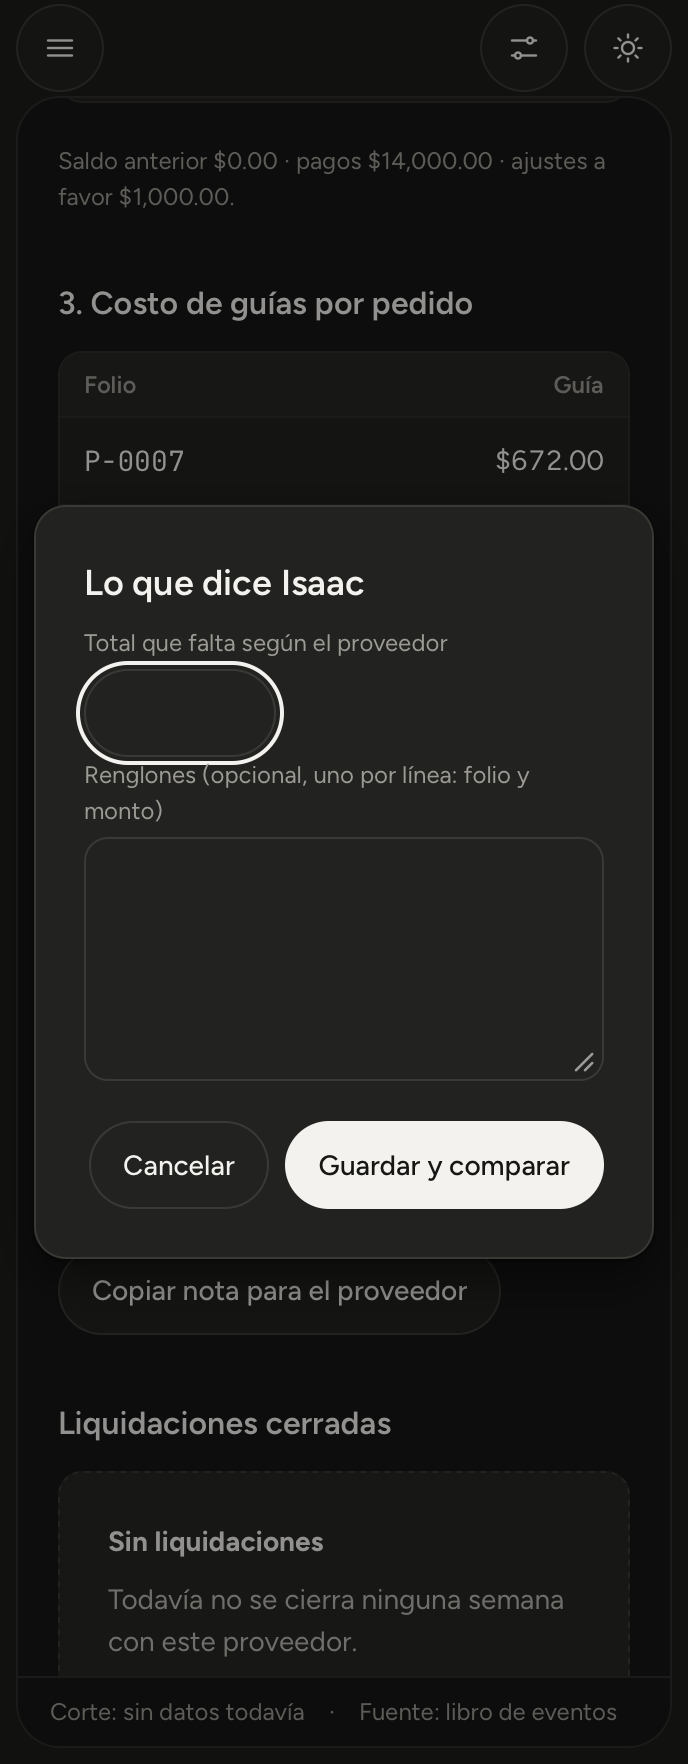 Saldo anterior $0.00 · pagos $14,000.00 · ajustes a
favor $1,000.00.
3. Costo de guías por pedido
Folio Guía
P-0007 $672.00
Lo que dice Isaac
Total que falta según el proveedor
Renglones (opcional, uno por línea: folio y
monto)
Cancelar Guardar y comparar
Copiar nota para el proveedor
Liquidaciones cerradas
Sin liquidaciones
Todavía no se cierra ninguna semana
con este proveedor.
Corte: sin datos todavía · Fuente: libro de eventos